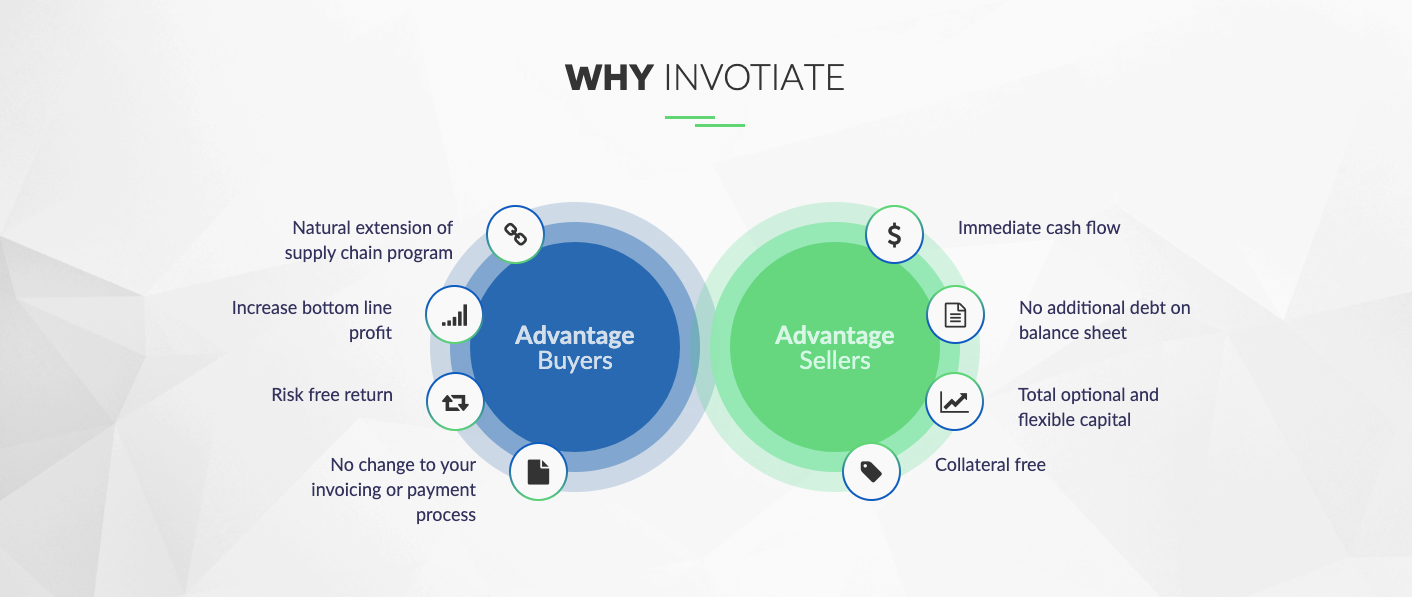 WHY INVOTIATE
Natural extension of
supply chain program
Increase bottom line
profit
Risk free return
No change to your
invoicing or payment
process
Advantage
Buyers
Advantage
Sellers
$
Immediate cash flow
No additional debt on
balance sheet
Total optional and
flexible capital
Collateral free